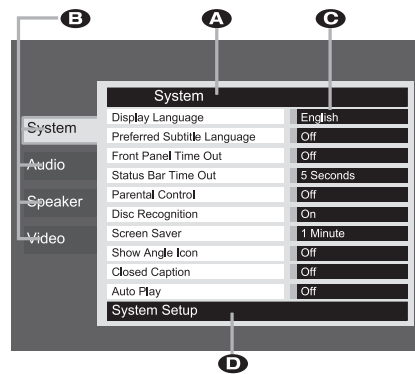 B A C
System
System
Audio
Speaker
Video
Display Language English
Preferred Subtitle Language Off
Front Panel Time Out Off
Status Bar Time Out 5 Seconds
Parental Control Off
Disc Recognition On
Screen Saver 1 Minute
Show Angle Icon Off
Closed Caption Off
Auto Play Off
System Setup
D